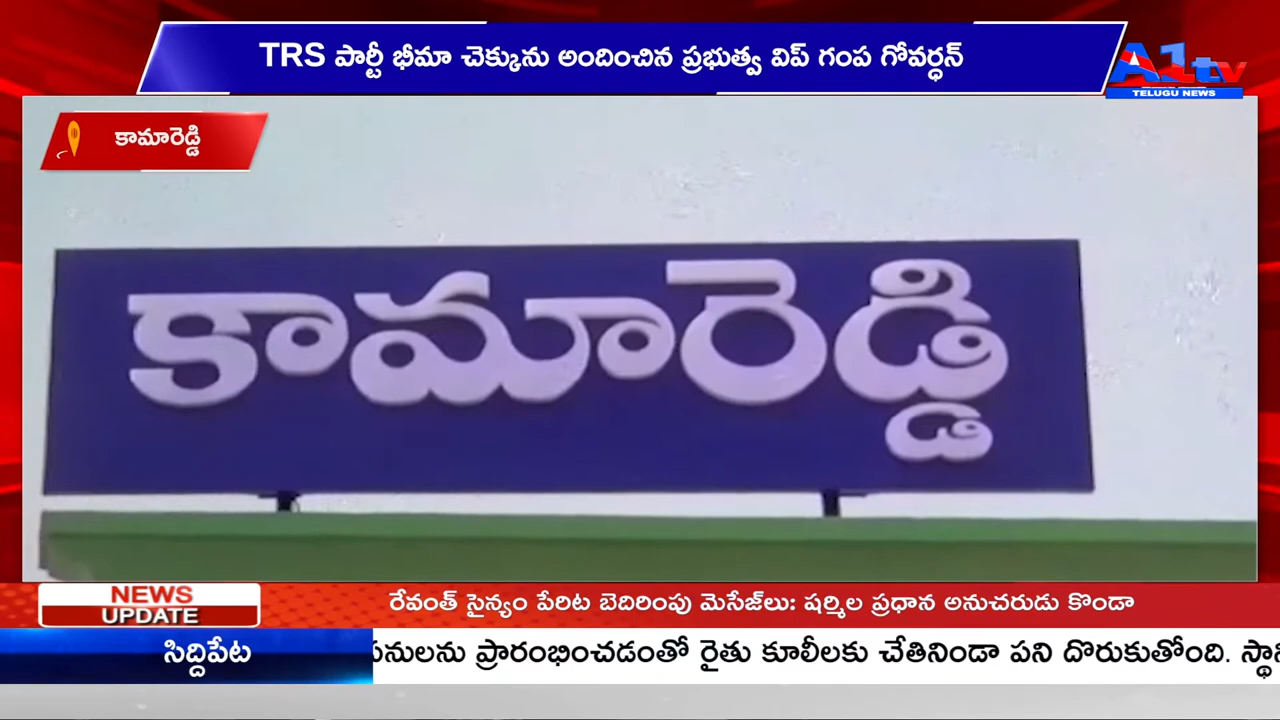 TRS పార్టీ భీమా చెక్కును అందించిన ప్రభుత్వ విప్ గంప గోవర్ధన్
A1tv
TELUGU NEWS
కామారెడ్డి
కామారెడ్డి
NEWS
UPDATE
రేవంత్ సైన్యం పేరిట బెదిరింపు మెసేజ్‌లు: షర్మిల ప్రధాన అనుచరుడు కొండా
సిద్దిపేట
పనులను ప్రారంభించడంతో రైతు కూలీలకు చేతినిండా పని దొరుకుతోంది.